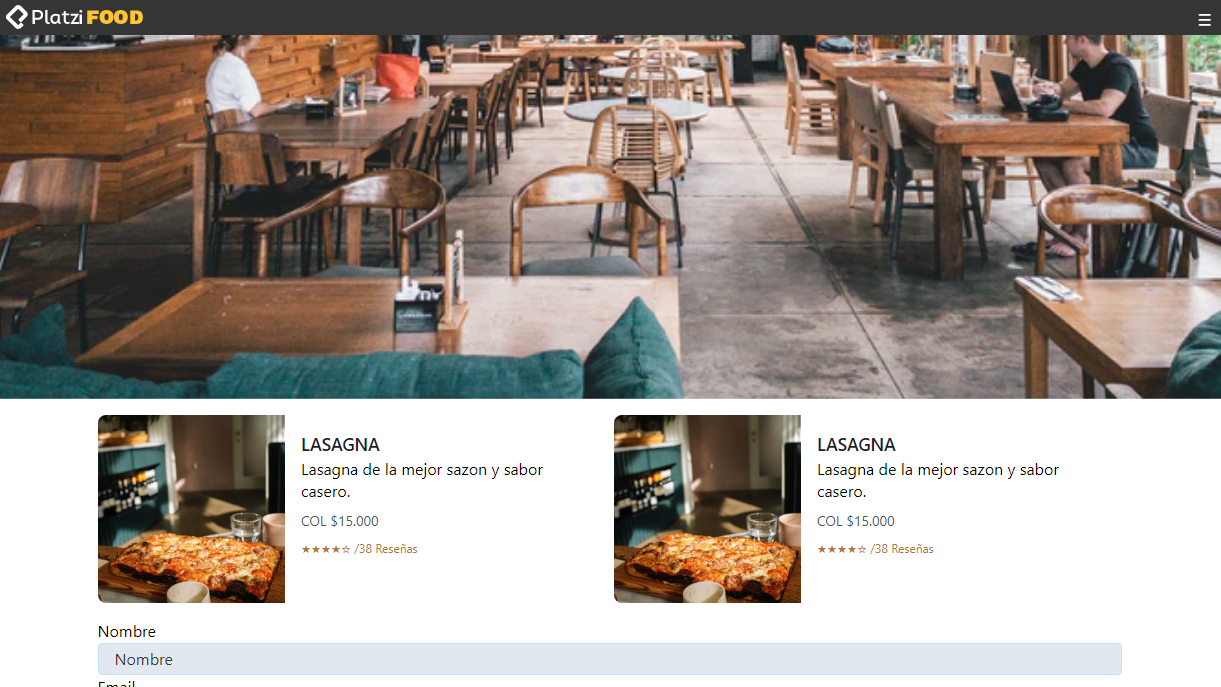 Platzi FOOD
☰
LASAGNA
Lasagna de la mejor sazon y sabor
casero.
COL $15.000
★★★★☆ /38 Reseñas
LASAGNA
Lasagna de la mejor sazon y sabor
casero.
COL $15.000
★★★★☆ /38 Reseñas
Nombre
Nombre
Email